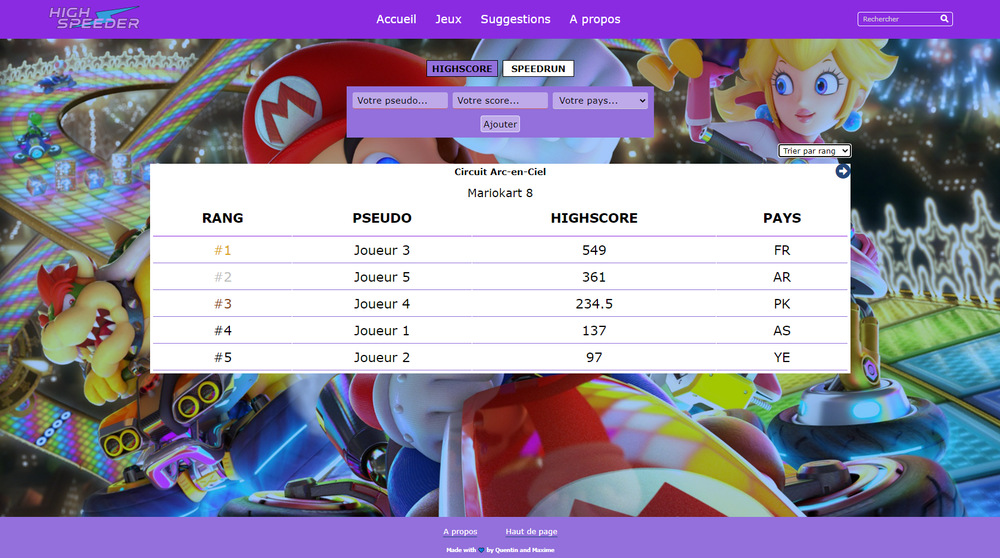 HIGH
SPEEDER
Accueil Jeux Suggestions A propos
Rechercher
HIGHSCORE SPEEDRUN
Votre pseudo... Votre score... Votre pays...
Ajouter
Trier par rang
Circuit Arc-en-Ciel
Mariokart 8
RANG PSEUDO HIGHSCORE PAYS
#1 Joueur 3 549 FR
#2 Joueur 5 361 AR
#3 Joueur 4 234.5 PK
#4 Joueur 1 137 AS
#5 Joueur 2 97 YE
A propos Haut de page
Made with 💙 by Quentin and Maxime